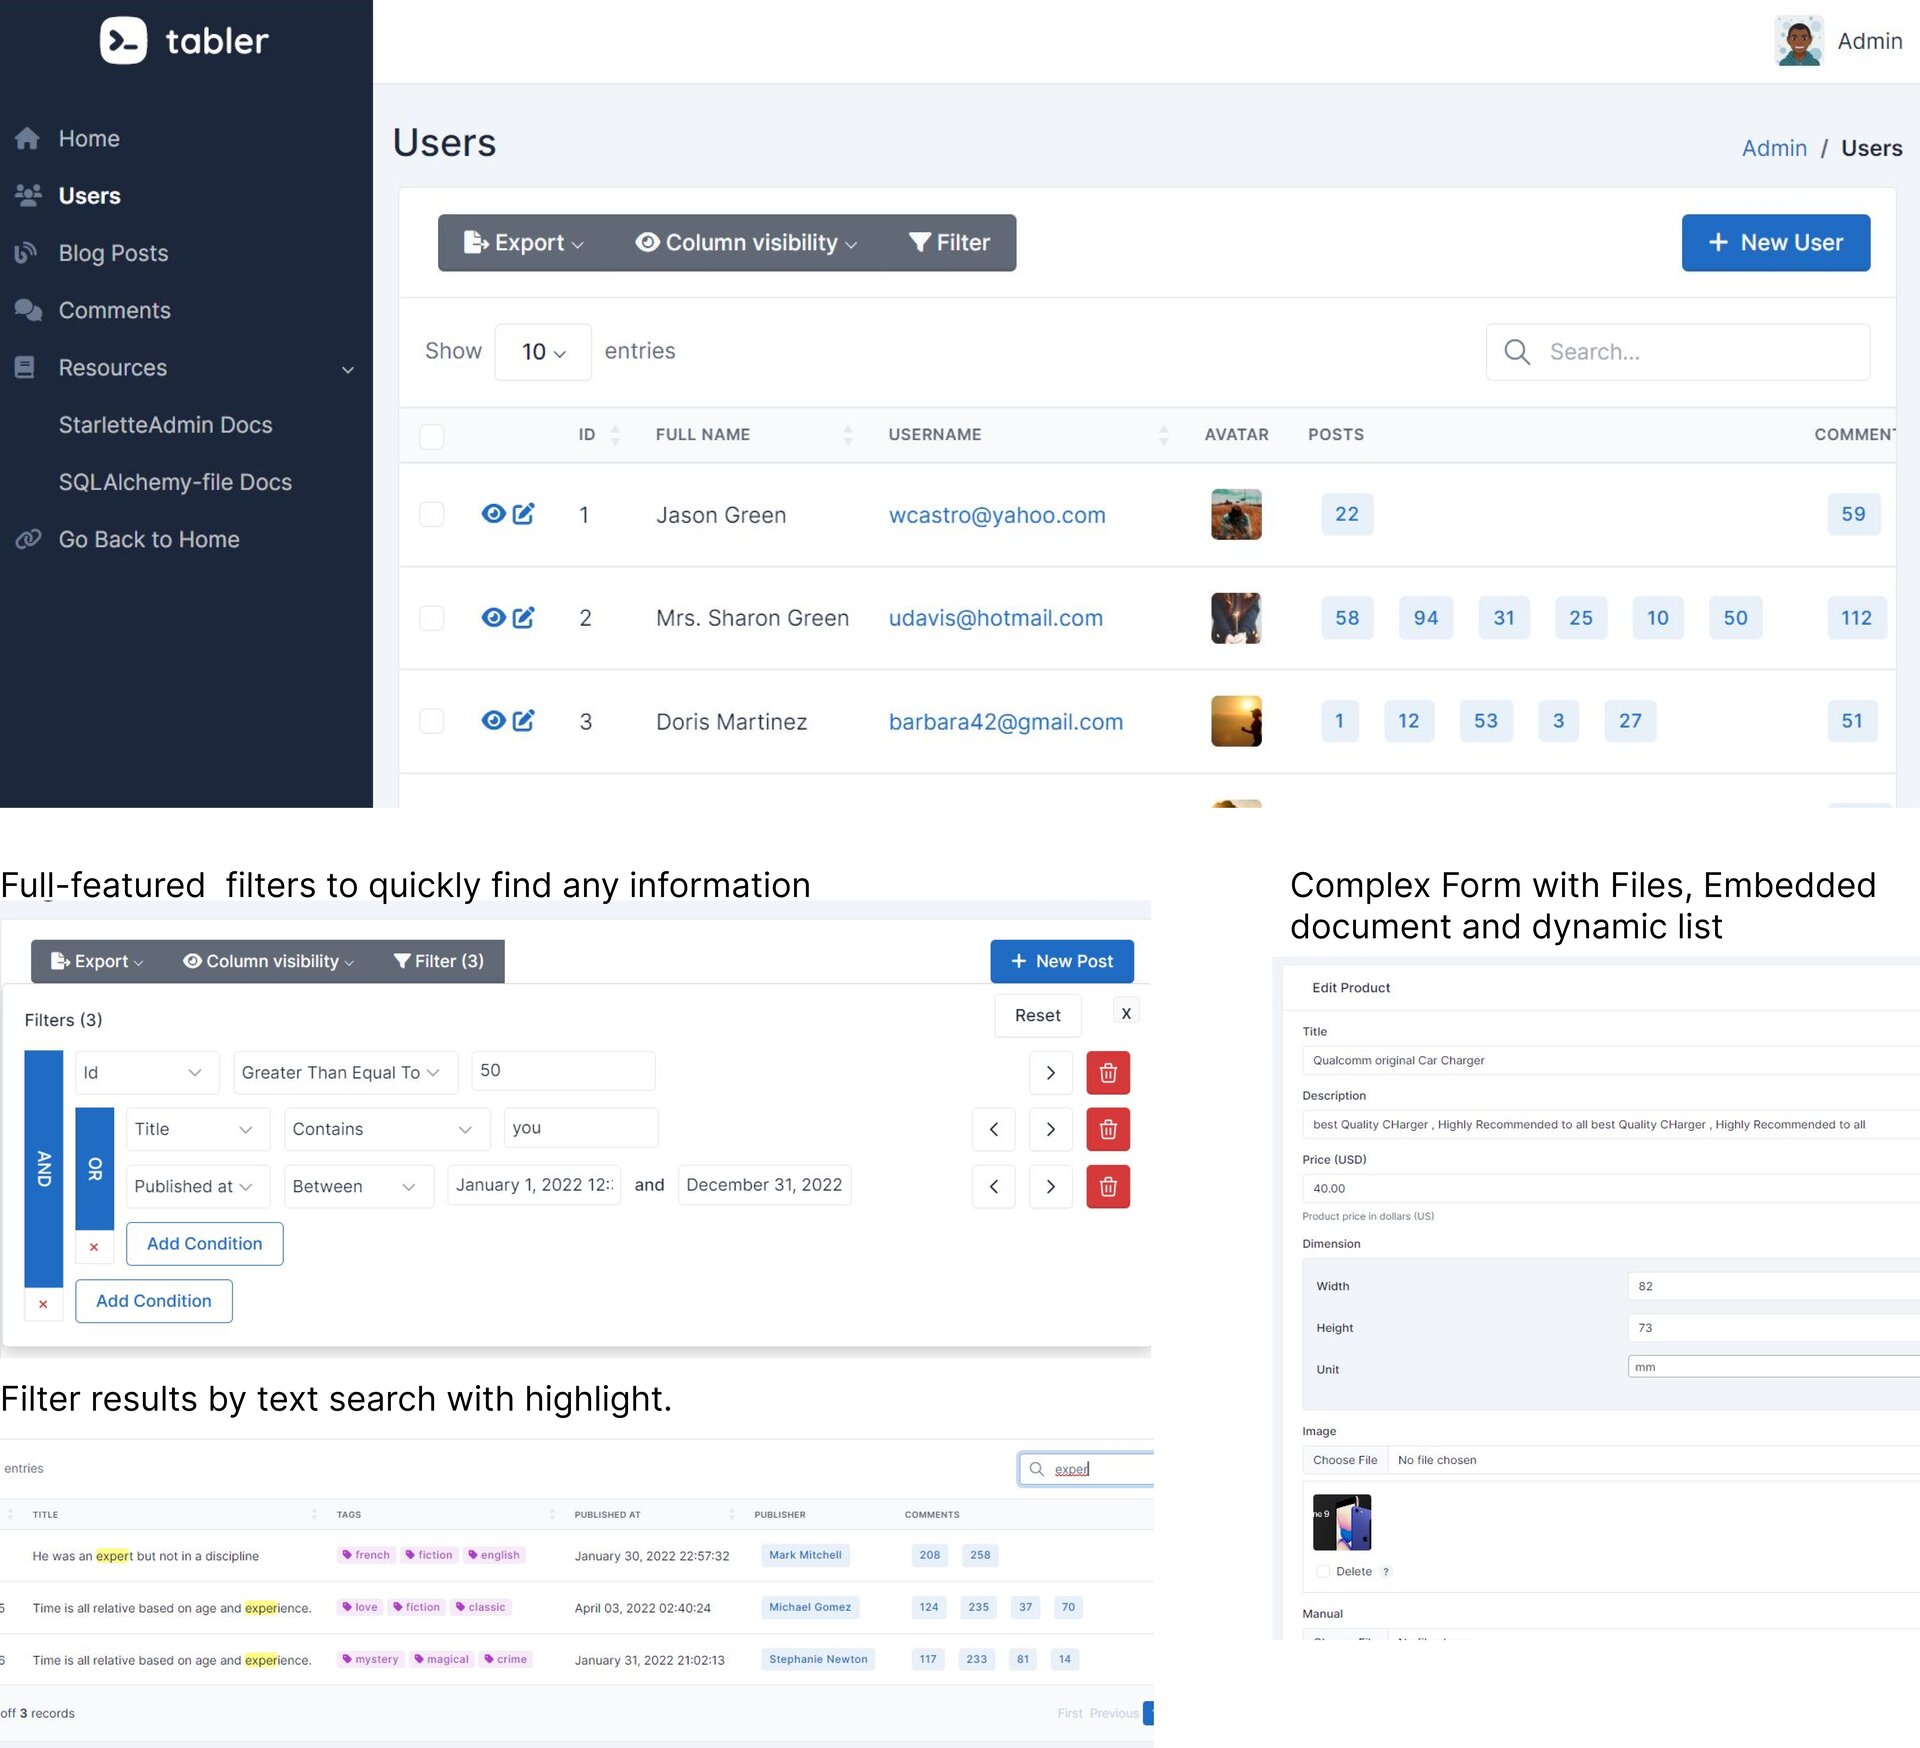 tabler
Admin
Home
Users
Blog Posts
Comments
Resources
StarletteAdmin Docs
SQLAlchemy-file Docs
Go Back to Home
Users
Admin / Users
Export Column visibility Filter
+ New User
Show 10 entries
Search...
ID FULL NAME USERNAME AVATAR POSTS COMMENT
1 Jason Green wcastro@yahoo.com 22 59
2 Mrs. Sharon Green udavis@hotmail.com 58 94 31 25 10 50 112
3 Doris Martinez barbara42@gmail.com 1 12 53 3 27 51
Full-featured filters to quickly find any information
Export Column visibility Filter (3)
+ New Post
Filters (3)
Reset X
AND
Id Greater Than Equal To 50
OR
Title Contains you
Published at Between January 1, 2022 12: and December 31, 2022
Add Condition
Add Condition
Filter results by text search with highlight.
entries
exper
TITLE TAGS PUBLISHED AT PUBLISHER COMMENTS
He was an expert but not in a discipline french fiction english January 30, 2022 22:57:32 Mark Mitchell 208 258
5 Time is all relative based on age and experience. love fiction classic April 03, 2022 02:40:24 Michael Gomez 124 235 37 70
6 Time is all relative based on age and experience. mystery magical crime January 31, 2022 21:02:13 Stephanie Newton 117 233 81 14
off 3 records
First Previous
Complex Form with Files, Embedded
document and dynamic list
Edit Product
Title
Qualcomm original Car Charger
Description
best Quality CHarger , Highly Recommended to all best Quality CHarger , Highly Recommended to all
Price (USD)
40.00
Product price in dollars (US)
Dimension
Width 82
Height 73
Unit mm
Image
Choose File No file chosen
ne 9
Delete ?
Manual